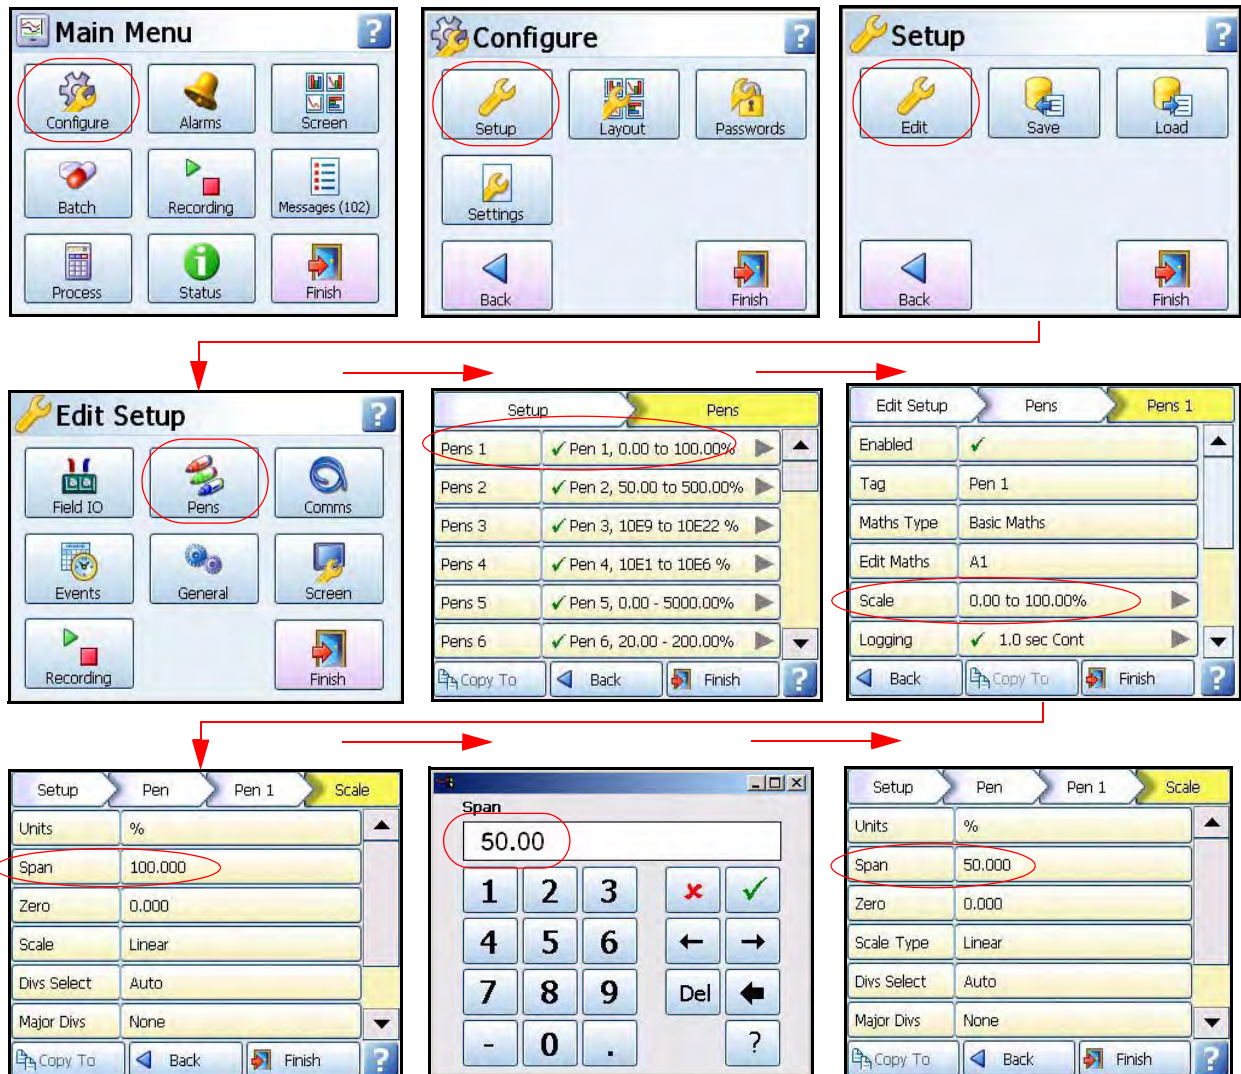 Main Menu
?
Configure
Alarms
Screen
Batch
Recording
Messages (102)
Process
Status
Finish
Configure
?
Setup
Layout
Passwords
Settings
Back
Finish
Setup
?
Edit
Save
Load
Back
Finish
Edit Setup
?
Field IO
Pens
Comms
Events
General
Screen
Recording
Finish
Setup Pens
Pens 1 Pen 1, 0.00 to 100.00%
Pens 2 Pen 2, 50.00 to 500.00%
Pens 3 Pen 3, 10E9 to 10E22 %
Pens 4 Pen 4, 10E1 to 10E6 %
Pens 5 Pen 5, 0.00 - 5000.00%
Pens 6 Pen 6, 20.00 - 200.00%
Copy To Back Finish ?
Edit Setup Pens Pens 1
Enabled
Tag Pen 1
Maths Type Basic Maths
Edit Maths A1
Scale 0.00 to 100.00%
Logging 1.0 sec Cont
Back Copy To Finish ?
Setup Pen Pen 1 Scale
Units %
Span 100.000
Zero 0.000
Scale Linear
Divs Select Auto
Major Divs None
Copy To Back Finish ?
Span
50.00
1 2 3
4 5 6
7 8 9 Del
- 0 . ?
Setup Pen Pen 1 Scale
Units %
Span 50.000
Zero 0.000
Scale Type Linear
Divs Select Auto
Major Divs None
Copy To Back Finish ?